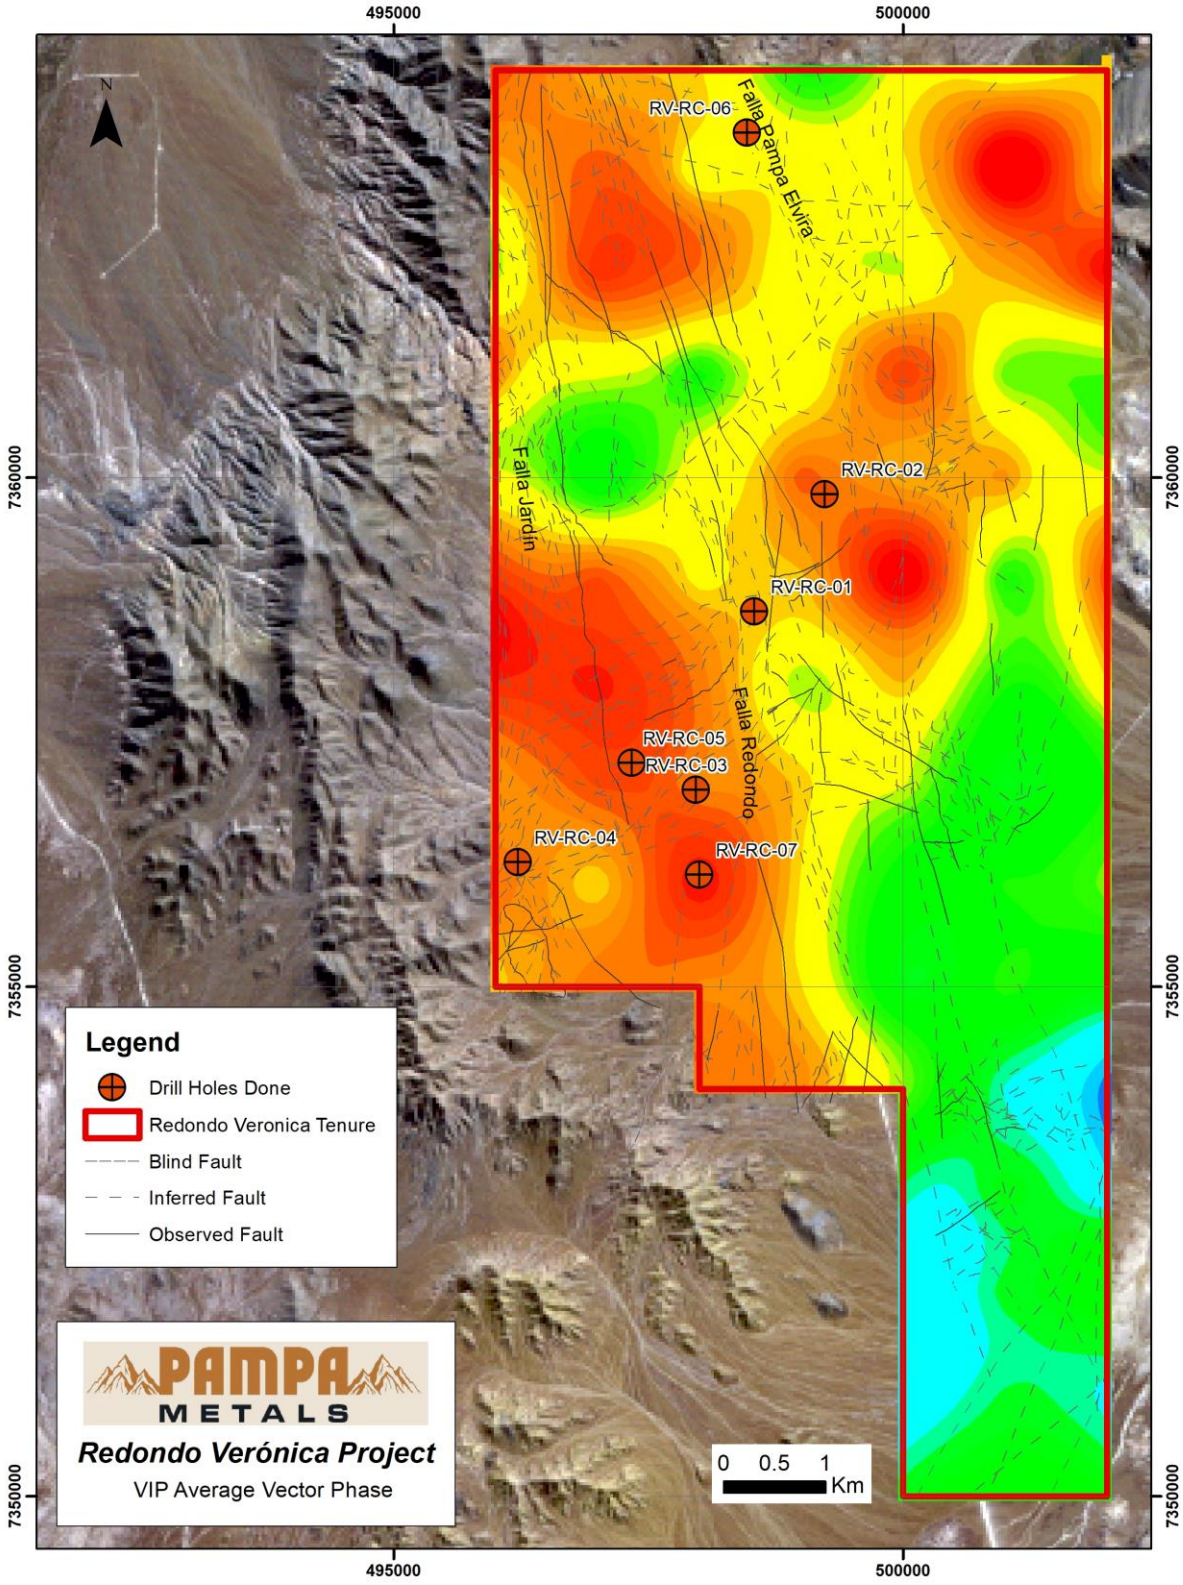 495000
500000
N
RV-RC-06
Falla Pampa Elvira
7360000
7360000
RV-RC-02
Falla Jardín
RV-RC-01
Falla Redondo
RV-RC-05
RV-RC-03
RV-RC-04
RV-RC-07
7355000
7355000
Legend
Drill Holes Done
Redondo Veronica Tenure
Blind Fault
Inferred Fault
Observed Fault
PAMPA
METALS
Redondo Verónica Project
VIP Average Vector Phase
0 0.5 1
Km
7350000
7350000
495000
500000